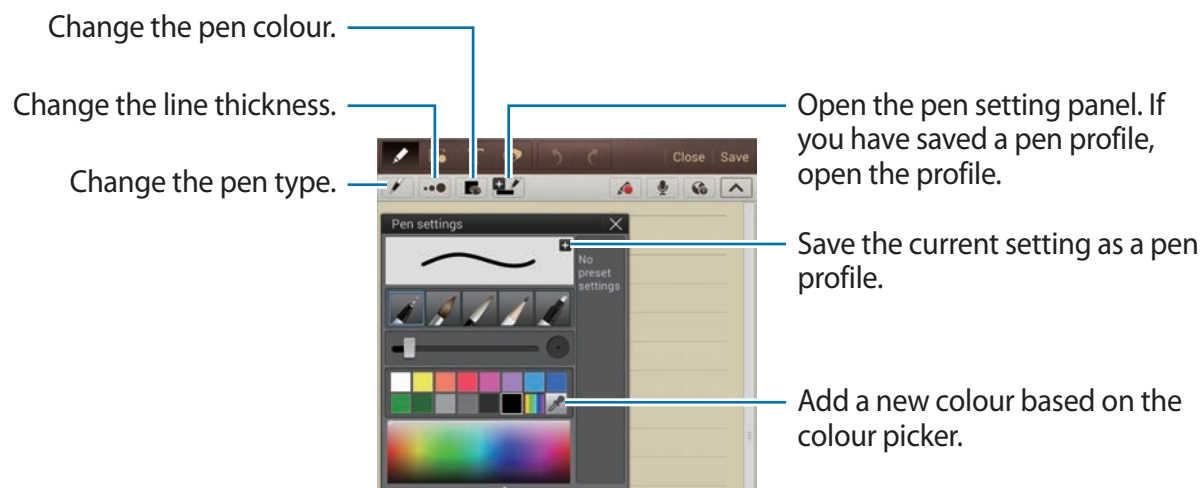 Change the pen colour.
Change the line thickness.
Change the pen type.
Open the pen setting panel. If
you have saved a pen profile,
open the profile.
Close Save
Pen settings
No
preset
settings
Save the current setting as a pen
profile.
Add a new colour based on the
colour picker.